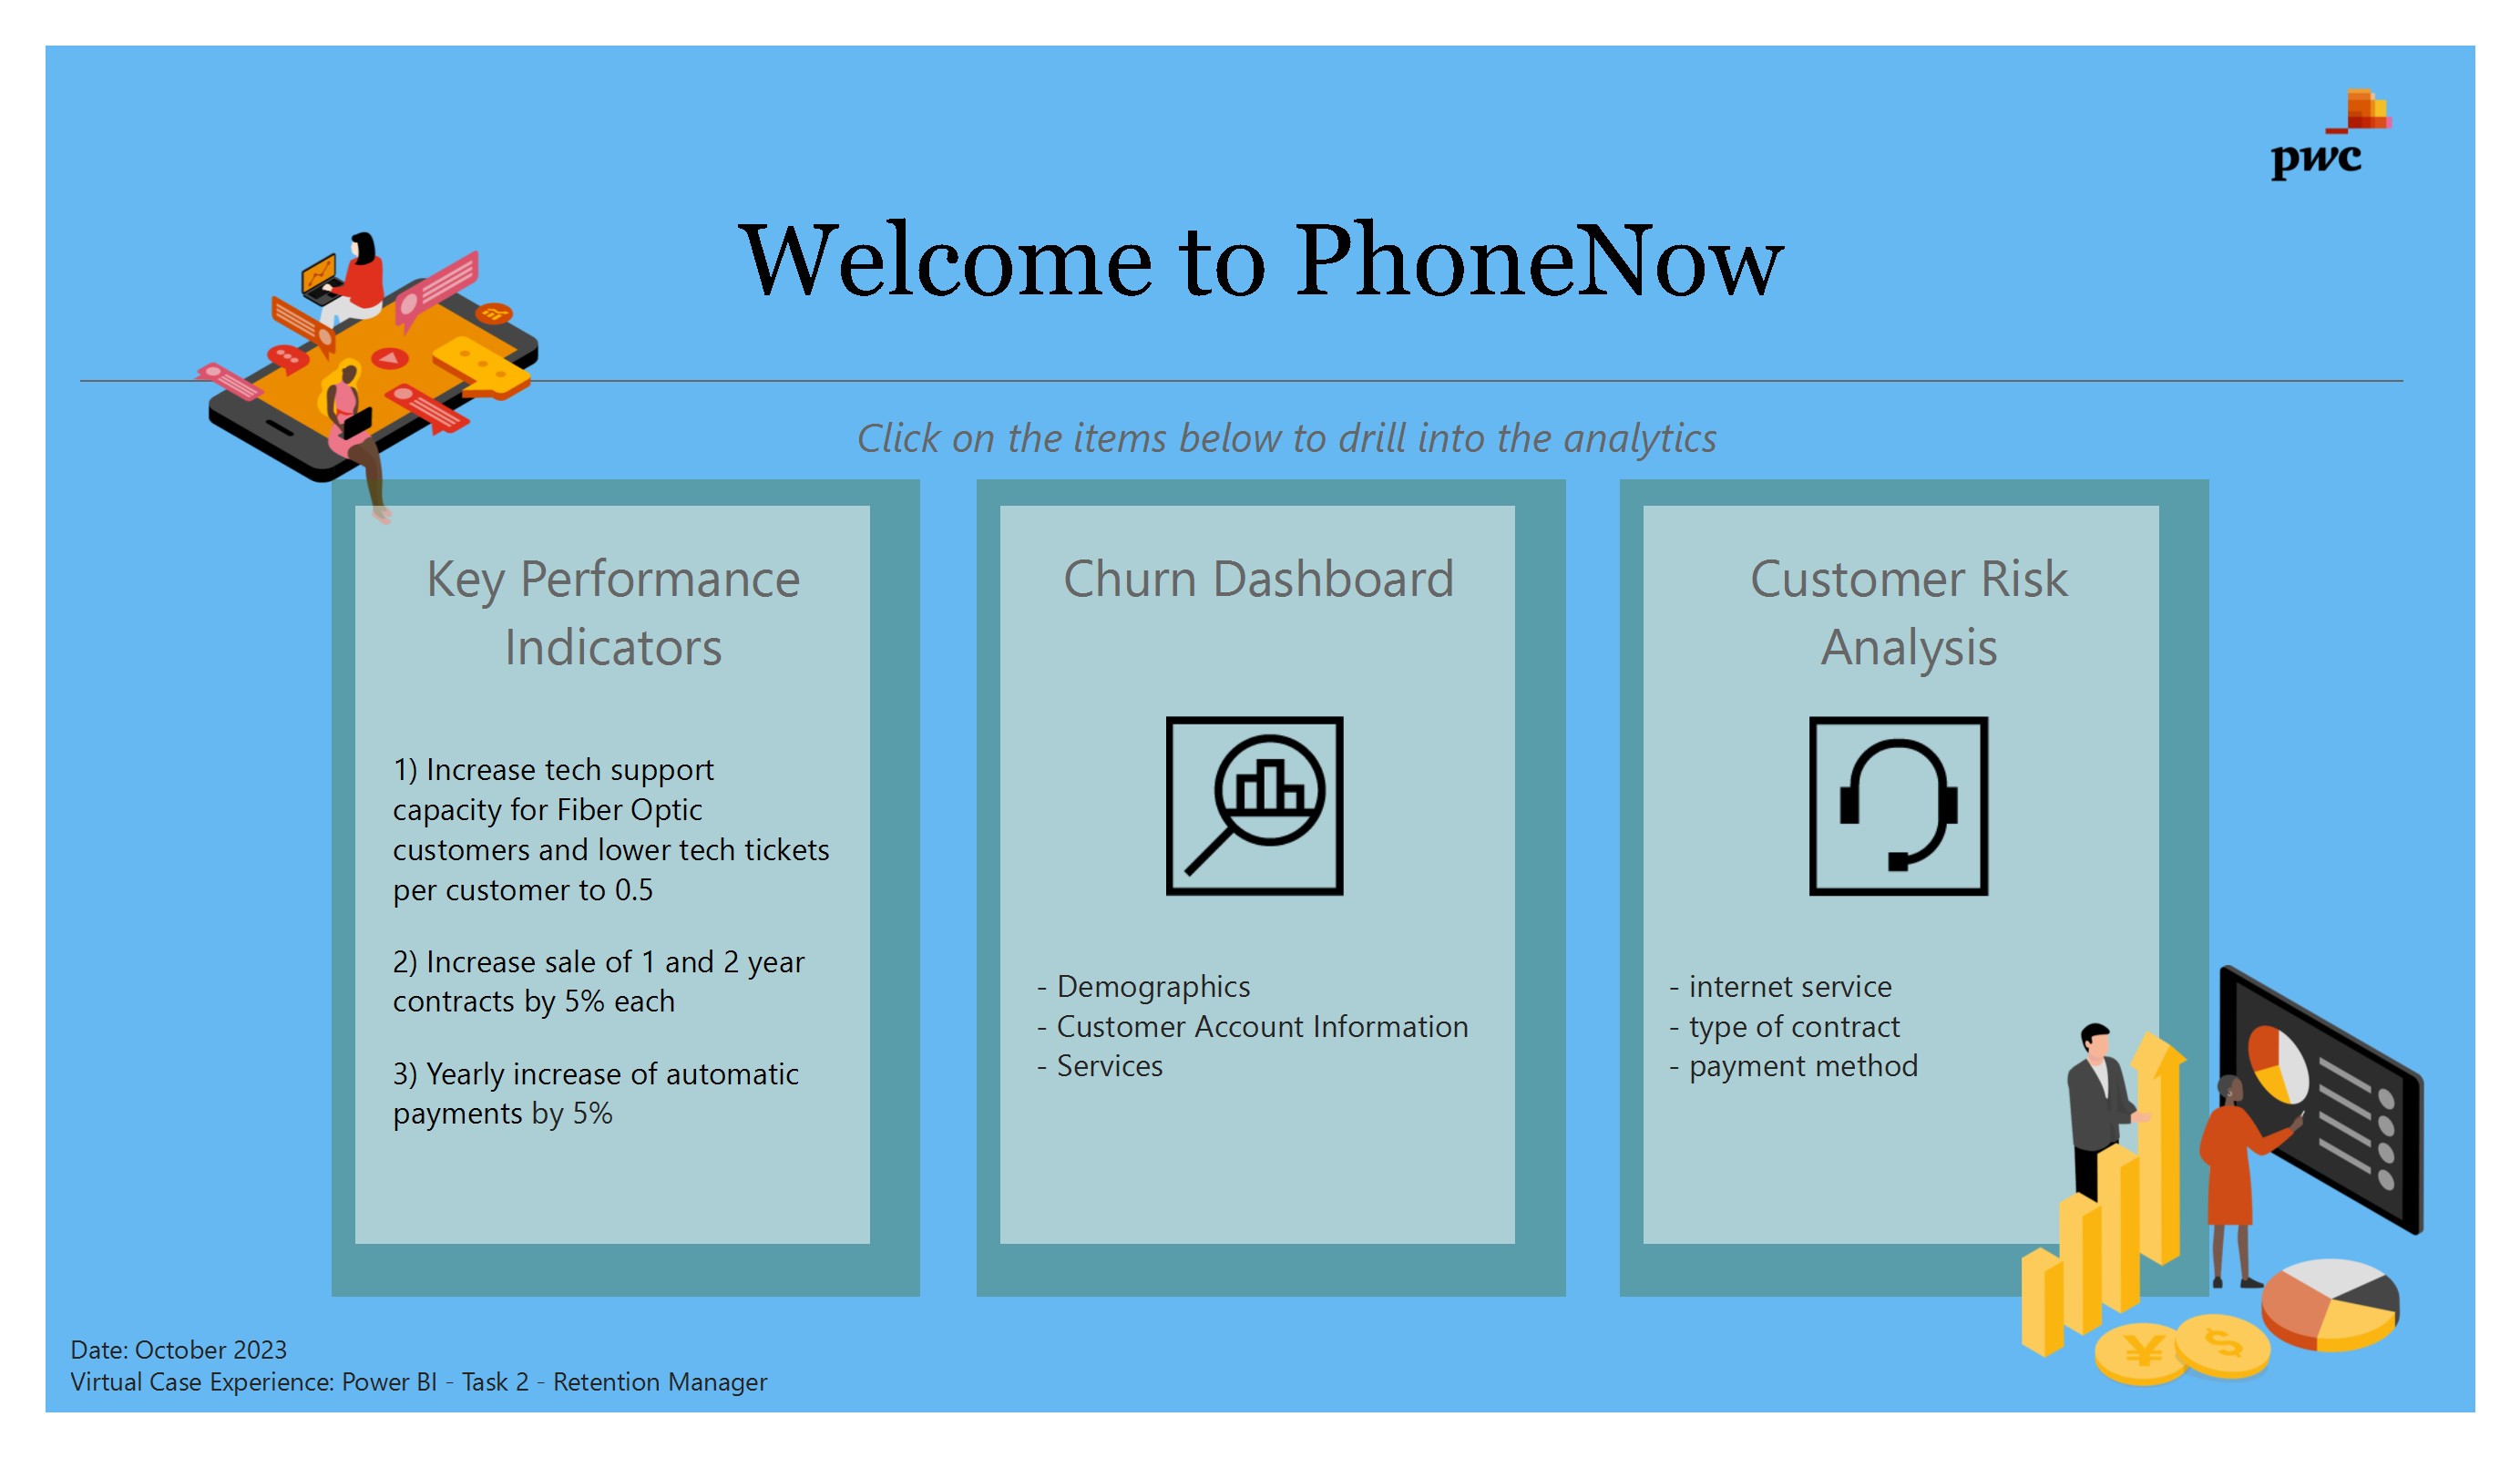 pwc
Welcome to PhoneNow
Click on the items below to drill into the analytics
Key Performance
Indicators
1) Increase tech support
capacity for Fiber Optic
customers and lower tech tickets
per customer to 0.5
2) Increase sale of 1 and 2 year
contracts by 5% each
3) Yearly increase of automatic
payments by 5%
Churn Dashboard
- Demographics
- Customer Account Information
- Services
Customer Risk
Analysis
- internet service
- type of contract
- payment method
¥
$
Date: October 2023
Virtual Case Experience: Power BI - Task 2 - Retention Manager